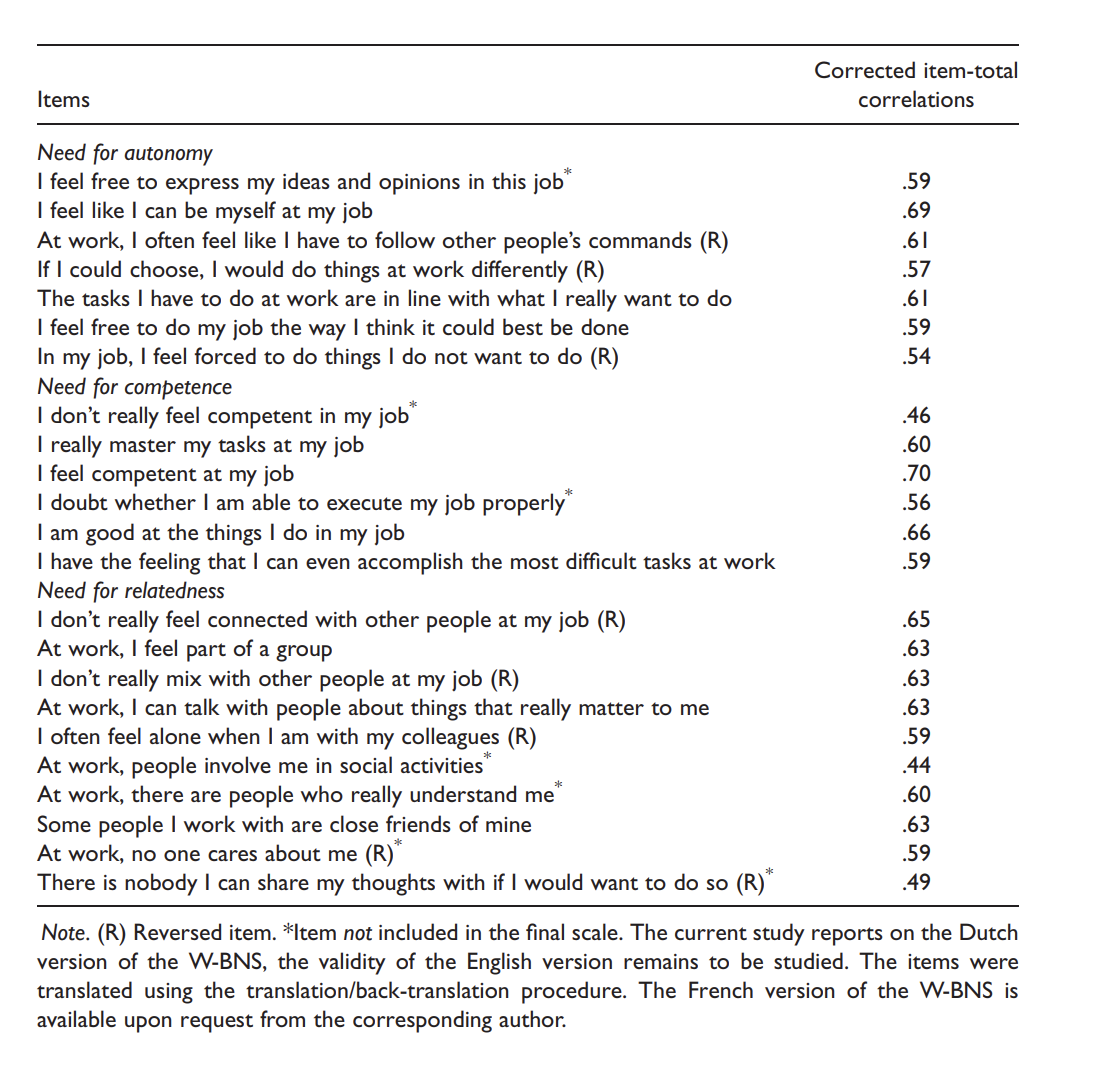 Corrected item-total
Items correlations
Need for autonomy
I feel free to express my ideas and opinions in this job* .59
I feel like I can be myself at my job .69
At work, I often feel like I have to follow other people’s commands (R) .61
If I could choose, I would do things at work differently (R) .57
The tasks I have to do at work are in line with what I really want to do .61
I feel free to do my job the way I think it could best be done .59
In my job, I feel forced to do things I do not want to do (R) .54
Need for competence
I don’t really feel competent in my job* .46
I really master my tasks at my job .60
I feel competent at my job .70
I doubt whether I am able to execute my job properly* .56
I am good at the things I do in my job .66
I have the feeling that I can even accomplish the most difficult tasks at work .59
Need for relatedness
I don’t really feel connected with other people at my job (R) .65
At work, I feel part of a group .63
I don’t really mix with other people at my job (R) .63
At work, I can talk with people about things that really matter to me .63
I often feel alone when I am with my colleagues (R) .59
At work, people involve me in social activities* .44
At work, there are people who really understand me* .60
Some people I work with are close friends of mine .63
At work, no one cares about me (R)* .59
There is nobody I can share my thoughts with if I would want to do so (R)* .49
Note. (R) Reversed item. *Item not included in the final scale. The current study reports on the Dutch
version of the W-BNS, the validity of the English version remains to be studied. The items were
translated using the translation/back-translation procedure. The French version of the W-BNS is
available upon request from the corresponding author.